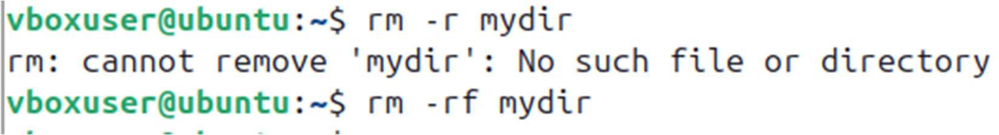 vboxuser@ubuntu:~$ rm -r mydir
rm: cannot remove 'mydir': No such file or directory
vboxuser@ubuntu:~$ rm -rf mydir